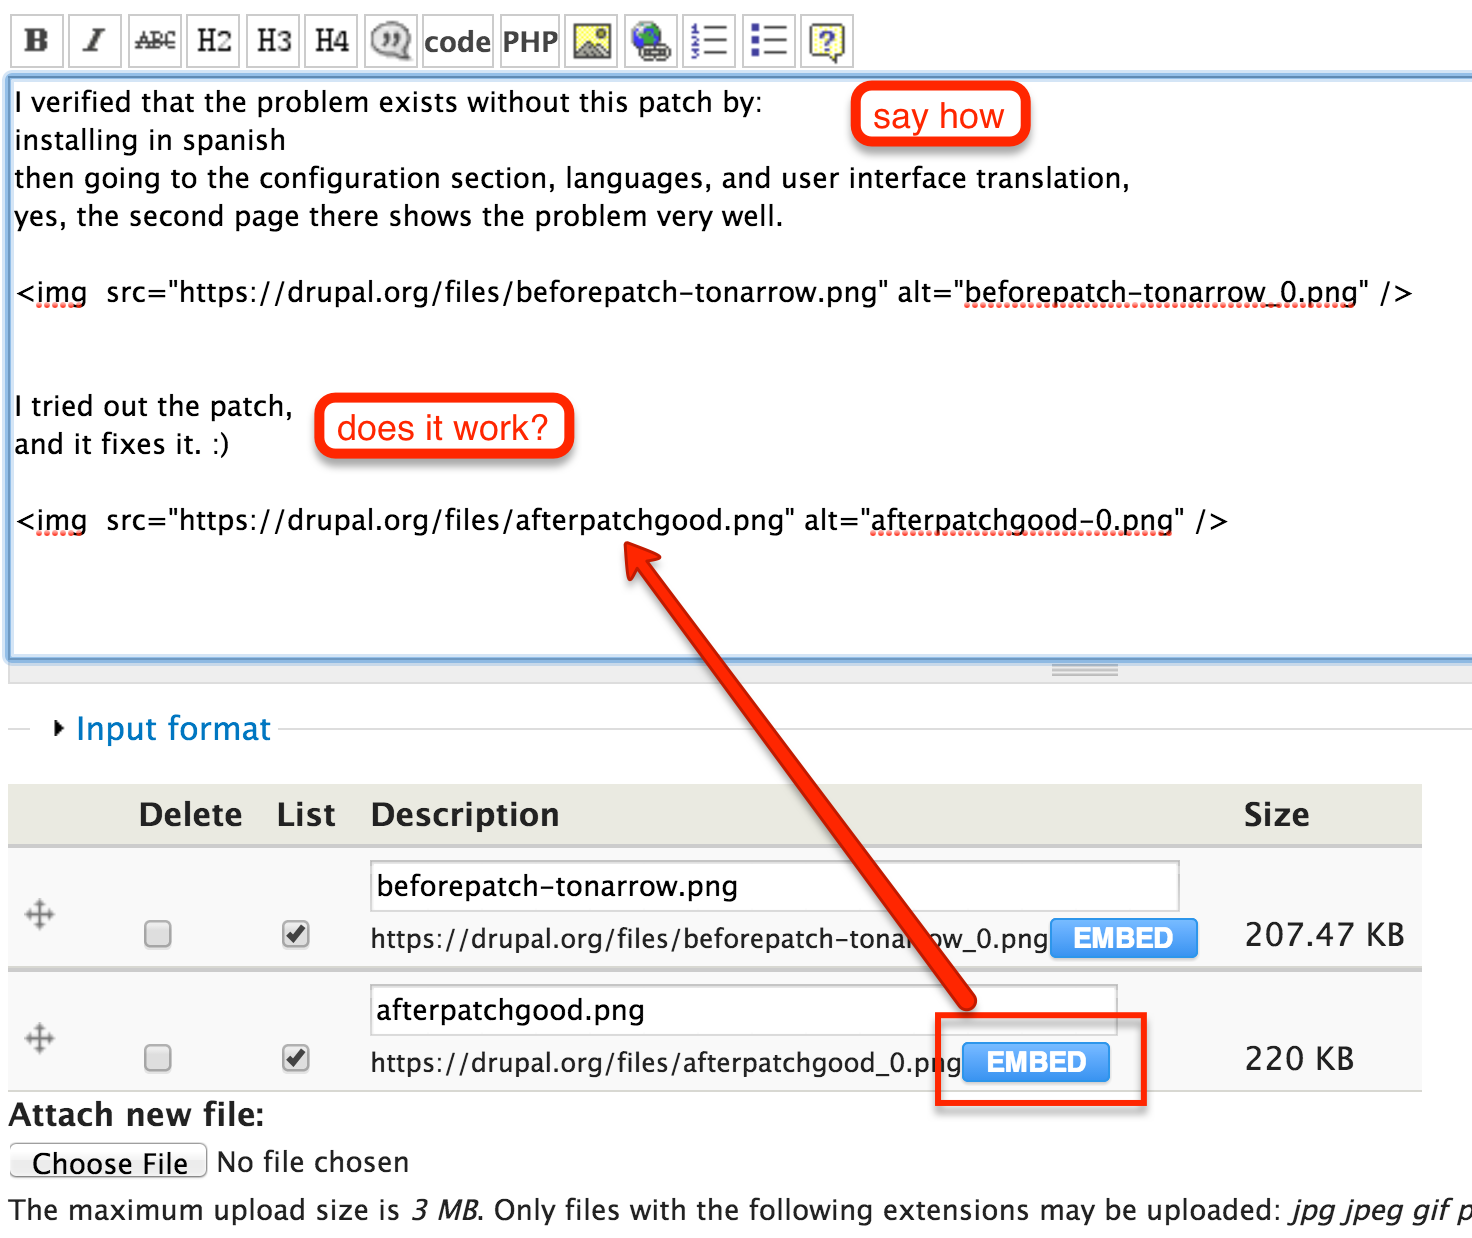 B I ABC H2 H3 H4 code PHP
I verified that the problem exists without this patch by:
say how
installing in spanish
then going to the configuration section, languages, and user interface translation,
yes, the second page there shows the problem very well.
<img  src="https://drupal.org/files/beforepatch-tonarrow.png" alt="beforepatch-tonarrow_0.png" />
I tried out the patch,
does it work?
and it fixes it. :)
<img  src="https://drupal.org/files/afterpatchgood.png" alt="afterpatchgood-0.png" />
Input format
Delete List Description Size
beforepatch-tonarrow.png
https://drupal.org/files/beforepatch-tonarrow_0.png EMBED 207.47 KB
afterpatchgood.png
https://drupal.org/files/afterpatchgood_0.png EMBED 220 KB
Attach new file:
Choose File No file chosen
The maximum upload size is 3 MB. Only files with the following extensions may be uploaded: jpg jpeg gif p